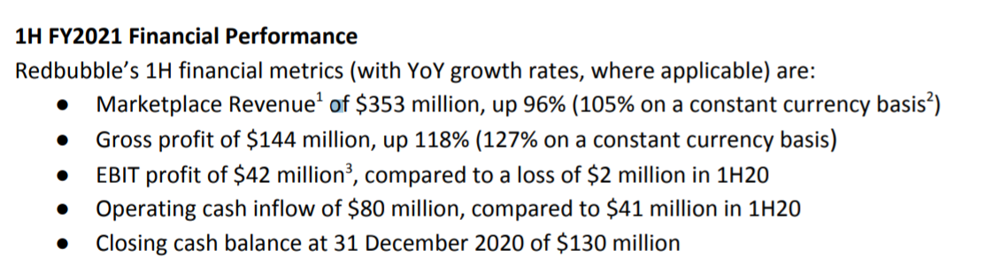 1H FY2021 Financial Performance
Redbubble’s 1H financial metrics (with YoY growth rates, where applicable) are:
● Marketplace Revenue¹ of $353 million, up 96% (105% on a constant currency basis²)
● Gross profit of $144 million, up 118% (127% on a constant currency basis)
● EBIT profit of $42 million³, compared to a loss of $2 million in 1H20
● Operating cash inflow of $80 million, compared to $41 million in 1H20
● Closing cash balance at 31 December 2020 of $130 million